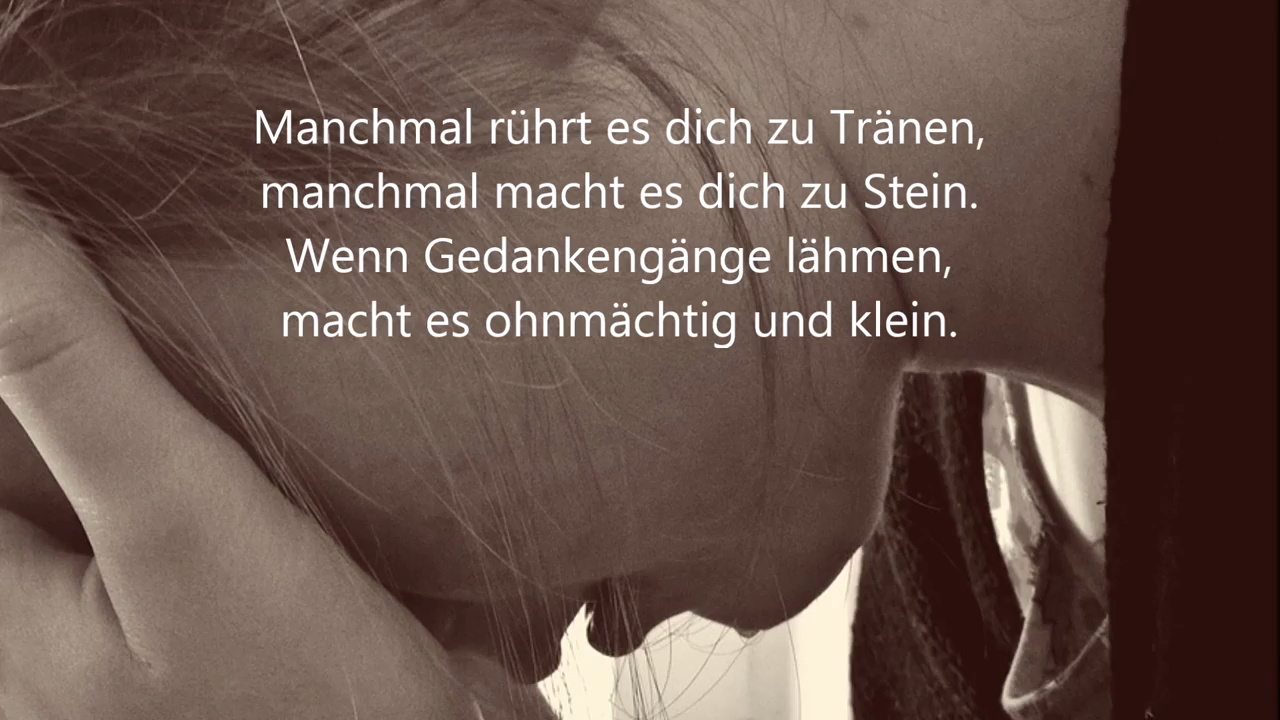 Manchmal rührt es dich zu Tränen,
manchmal macht es dich zu Stein.
Wenn Gedankengänge lähmen,
macht es ohnmächtig und klein.